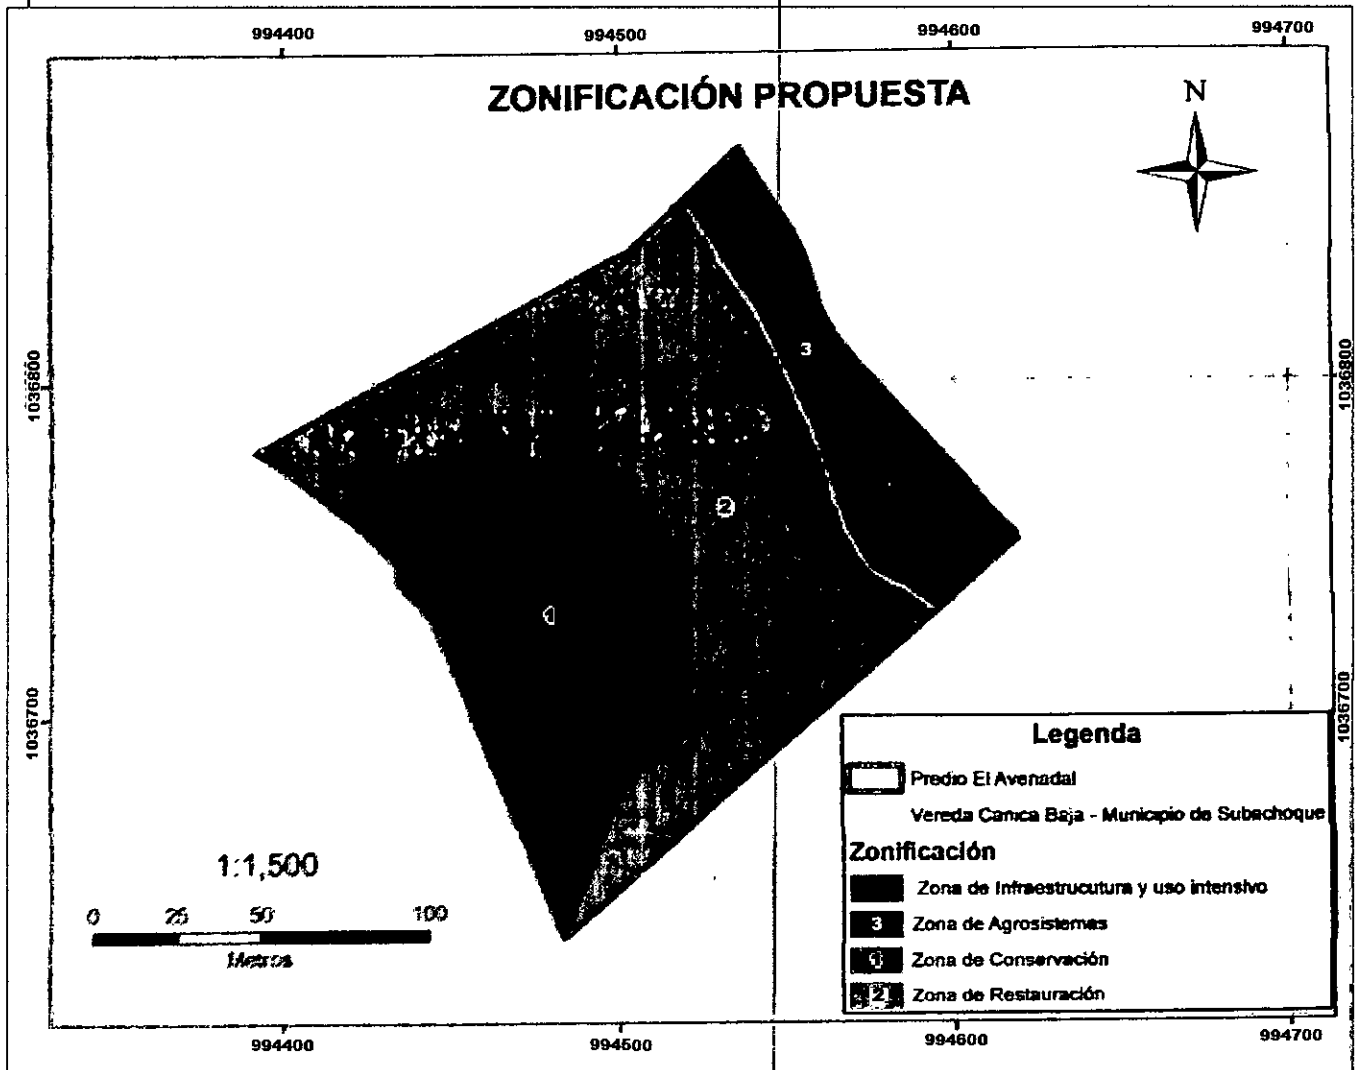 994400 994500 994600 994700
ZONIFICACIÓN PROPUESTA
N
3
1036800 1036800
2
1
1036700 1036700
Legenda
Predio El Avenadal
Vereda Canica Baja - Municipio de Subachoque
Zonificación
Zona de Infraestrucutura y uso intensivo
3 Zona de Agrosistemas
1 Zona de Conservación
2 Zona de Restauración
1:1,500
0 25 50 100
Metros
994400 994500 994600 994700